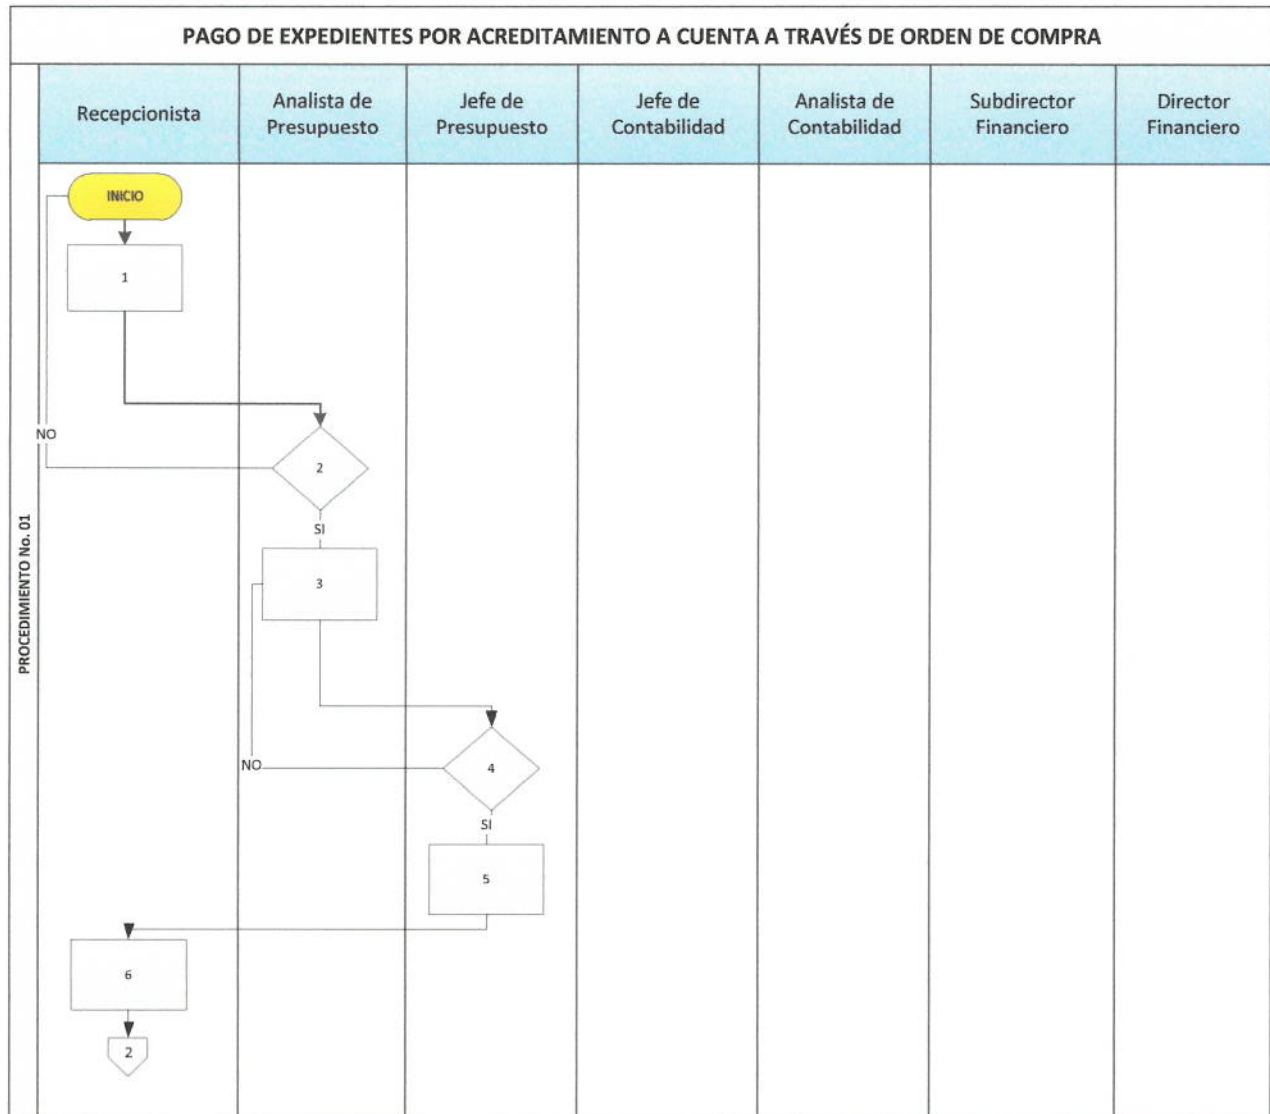 PAGO DE EXPEDIENTES POR ACREDITAMIENTO A CUENTA A TRAVÉS DE ORDEN DE COMPRA
Recepcionista
Analista de
Presupuesto
Jefe de
Presupuesto
Jefe de
Contabilidad
Analista de
Contabilidad
Subdirector
Financiero
Director
Financiero
PROCEDIMIENTO No. 01
INICIO
1
NO
2
SI
3
NO
4
SI
5
6
2